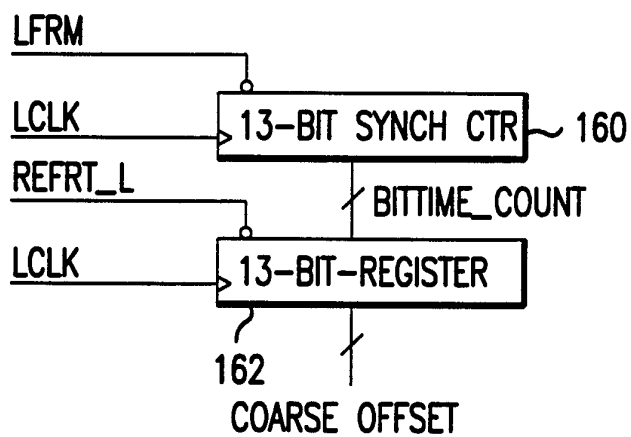 LFRM
LCLK
13-BIT SYNCH CTR
160
REFRT_L
BITTIME_COUNT
LCLK
13-BIT-REGISTER
162
COARSE OFFSET